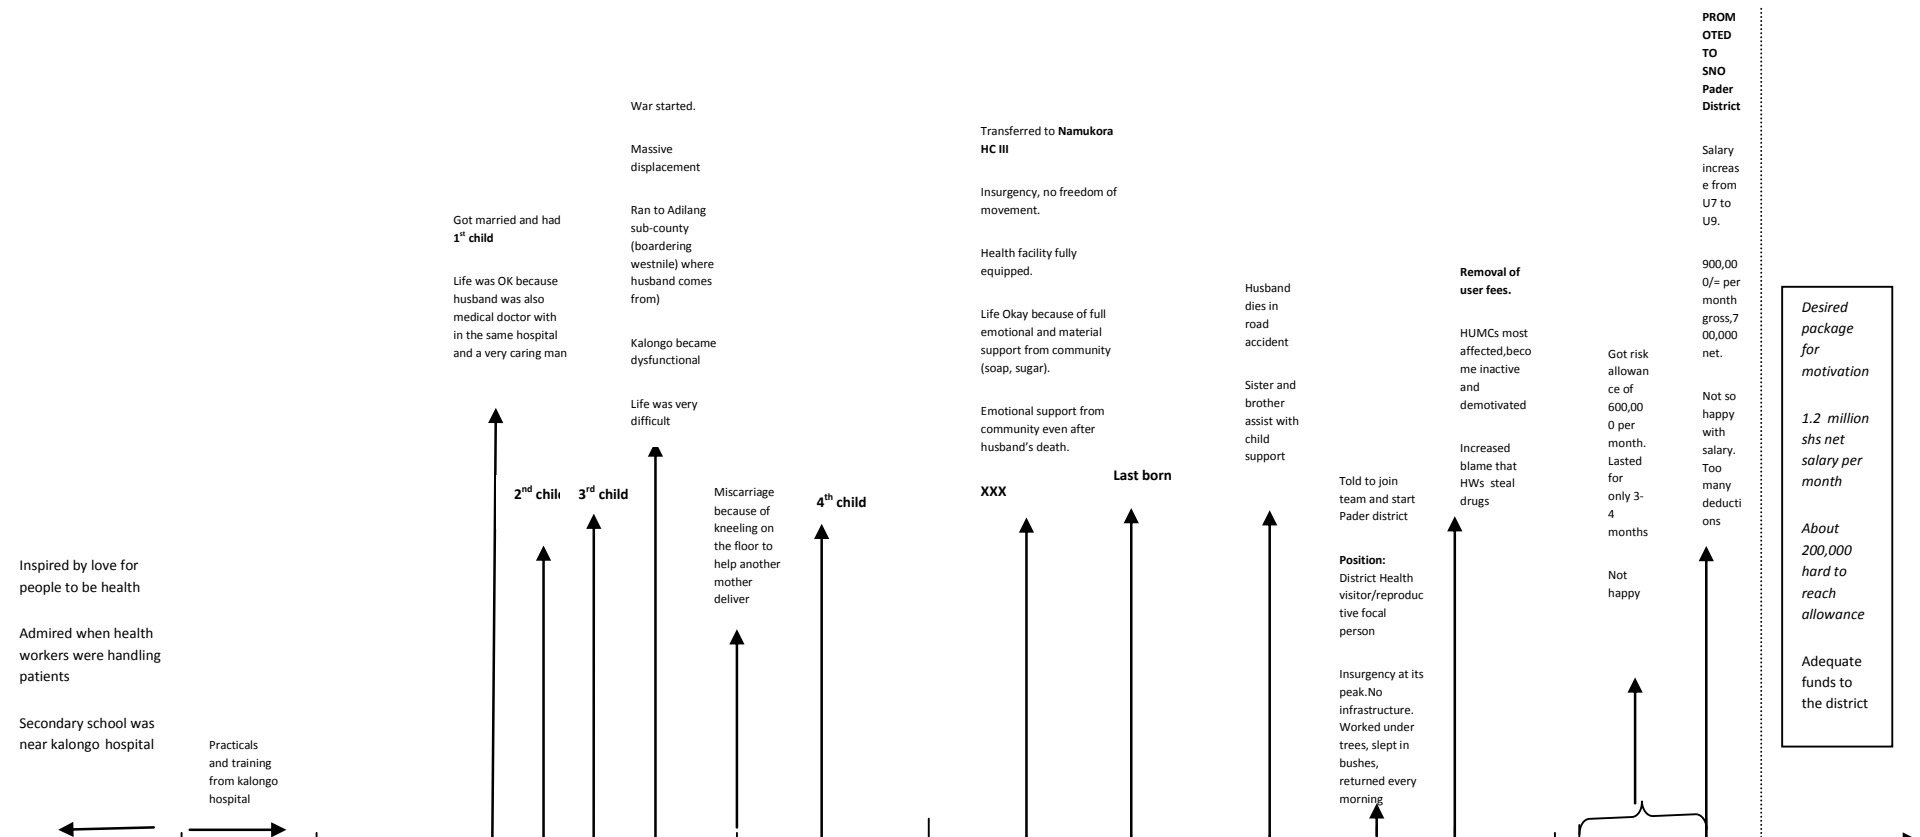 Inspired by love for
people to be health
Admired when health
workers were handling
patients
Secondary school was
near kalongo hospital
Practicals
and training
from kalongo
hospital
Got married and had
1st child
Life was OK because
husband was also
medical doctor with
in the same hospital
and a very caring man
2nd chil
3rd child
War started.
Massive
displacement
Ran to Adilang
sub-county
(boardering
westnile) where
husband comes
from)
Kalongo became
dysfunctional
Life was very
difficult
Miscarriage
because of
kneeling on
the floor to
help another
mother
deliver
4th child
Transferred to Namukora
HC III
Insurgency, no freedom of
movement.
Health facility fully
equipped.
Life Okay because of full
emotional and material
support from community
(soap, sugar).
Emotional support from
community even after
husband’s death.
XXX
Last born
Husband
dies in
road
accident
Sister and
brother
assist with
child
support
Told to join
team and start
Pader district
Position:
District Health
visitor/reproduc
tive focal
person
Insurgency at its
peak.No
infrastructure.
Worked under
trees, slept in
bushes,
returned every
morning
Removal of
user fees.
HUMCs most
affected,beco
me inactive
and
demotivated
Increased
blame that
HWs steal
drugs
Got risk
allowan
ce of
600,00
0 per
month.
Lasted
for
only 3-
4
months
Not
happy
PROM
OTED
TO
SNO
Pader
District
Salary
increas
e from
U7 to
U9.
900,00
0/= per
month
gross,7
00,000
net.
Not so
happy
with
salary.
Too
many
deducti
ons
Desired
package
for
motivation
1.2 million
shs net
salary per
month
About
200,000
hard to
reach
allowance
Adequate
funds to
the district